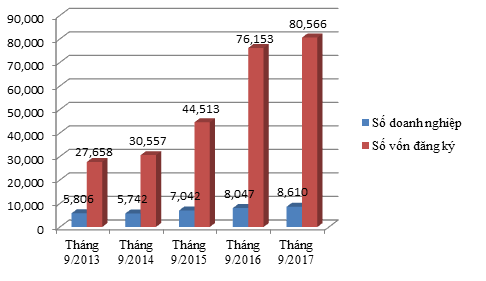 90,000
80,000
70,000
60,000
50,000
40,000
30,000
20,000
10,000
0
27,658
30,557
44,513
76,153
80,566
5,806
5,742
7,042
8,047
8,610
Tháng 9/2013
Tháng 9/2014
Tháng 9/2015
Tháng 9/2016
Tháng 9/2017
Số doanh nghiệp
Số vốn đăng ký